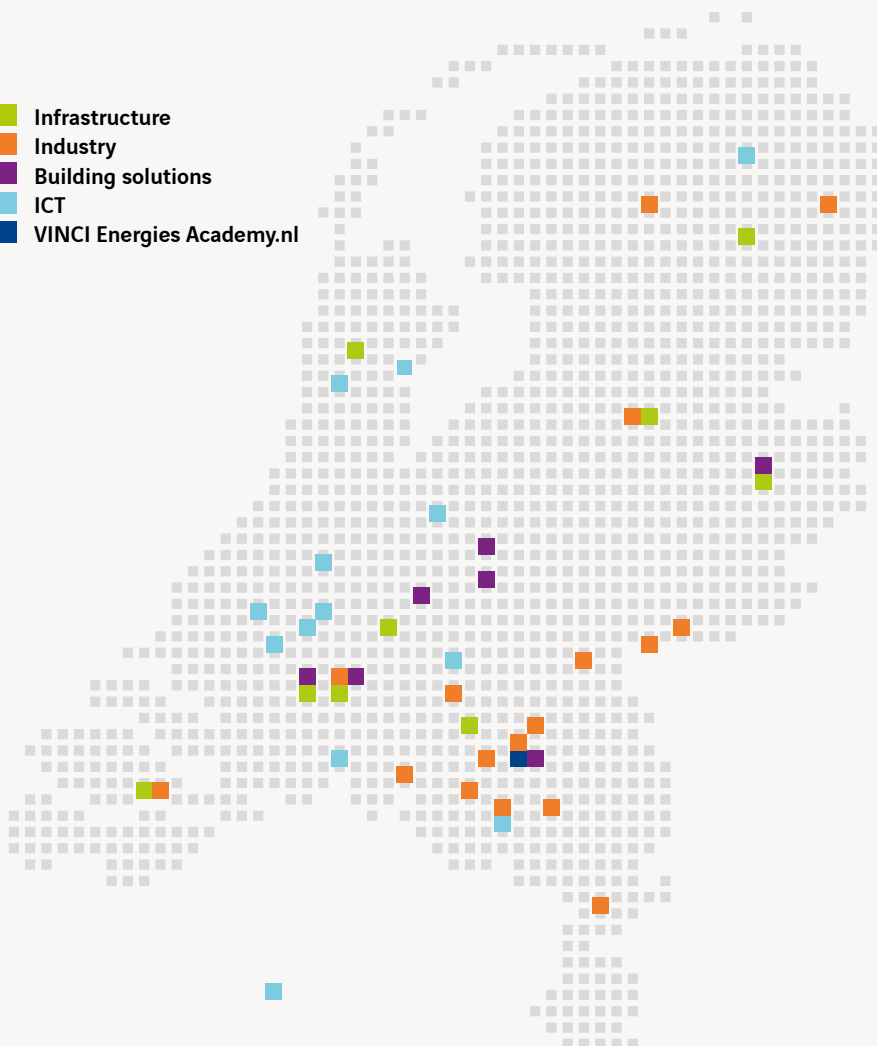 Infrastructure
Industry
Building solutions
ICT
VINCI Energies Academy.nl